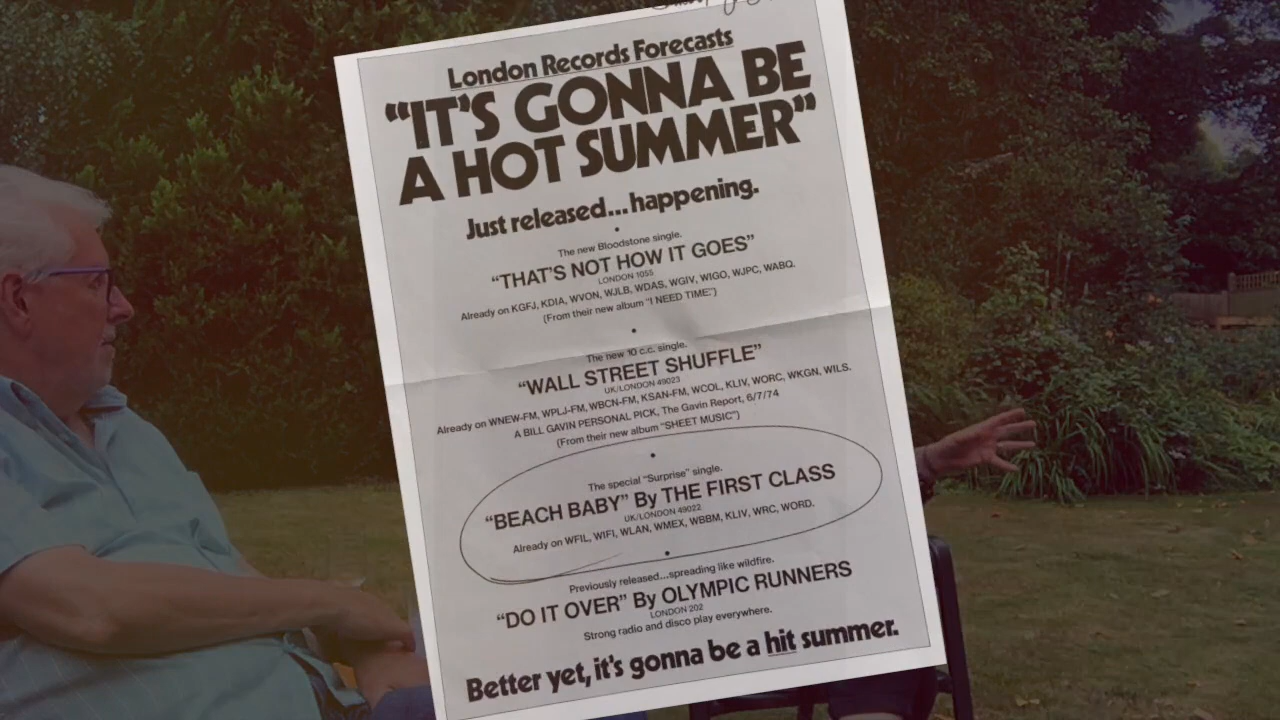 London Records Forecasts
“IT’S GONNA BE
A HOT SUMMER”
Just released...happening.
•
The new Bloodstone single.
“THAT’S NOT HOW IT GOES”
LONDON 1055
Already on KGFJ, KDIA, WVON, WJLB, WDAS, WGIV, WIGO, WJPC, WABQ.
(From their new album “I NEED TIME”.)
•
The new 10 c.c. single.
“WALL STREET SHUFFLE”
UK/LONDON 49023
Already on WNEW-FM, WPLJ-FM, WBCN-FM, KSAN-FM, WCOL, KLIV, WORC, WKGN, WILS.
A BILL GAVIN PERSONAL PICK, The Gavin Report, 6/7/74
(From their new album “SHEET MUSIC”)
•
The special “Surprise” single.
“BEACH BABY” By THE FIRST CLASS
UK/LONDON 49022
Already on WFIL, WIFI, WLAN, WMEX, WBBM, KLIV, WRC, WORD.
•
Previously released...spreading like wildfire.
“DO IT OVER” By OLYMPIC RUNNERS
LONDON 202
Strong radio and disco play everywhere.
Better yet, it’s gonna be a hit summer.